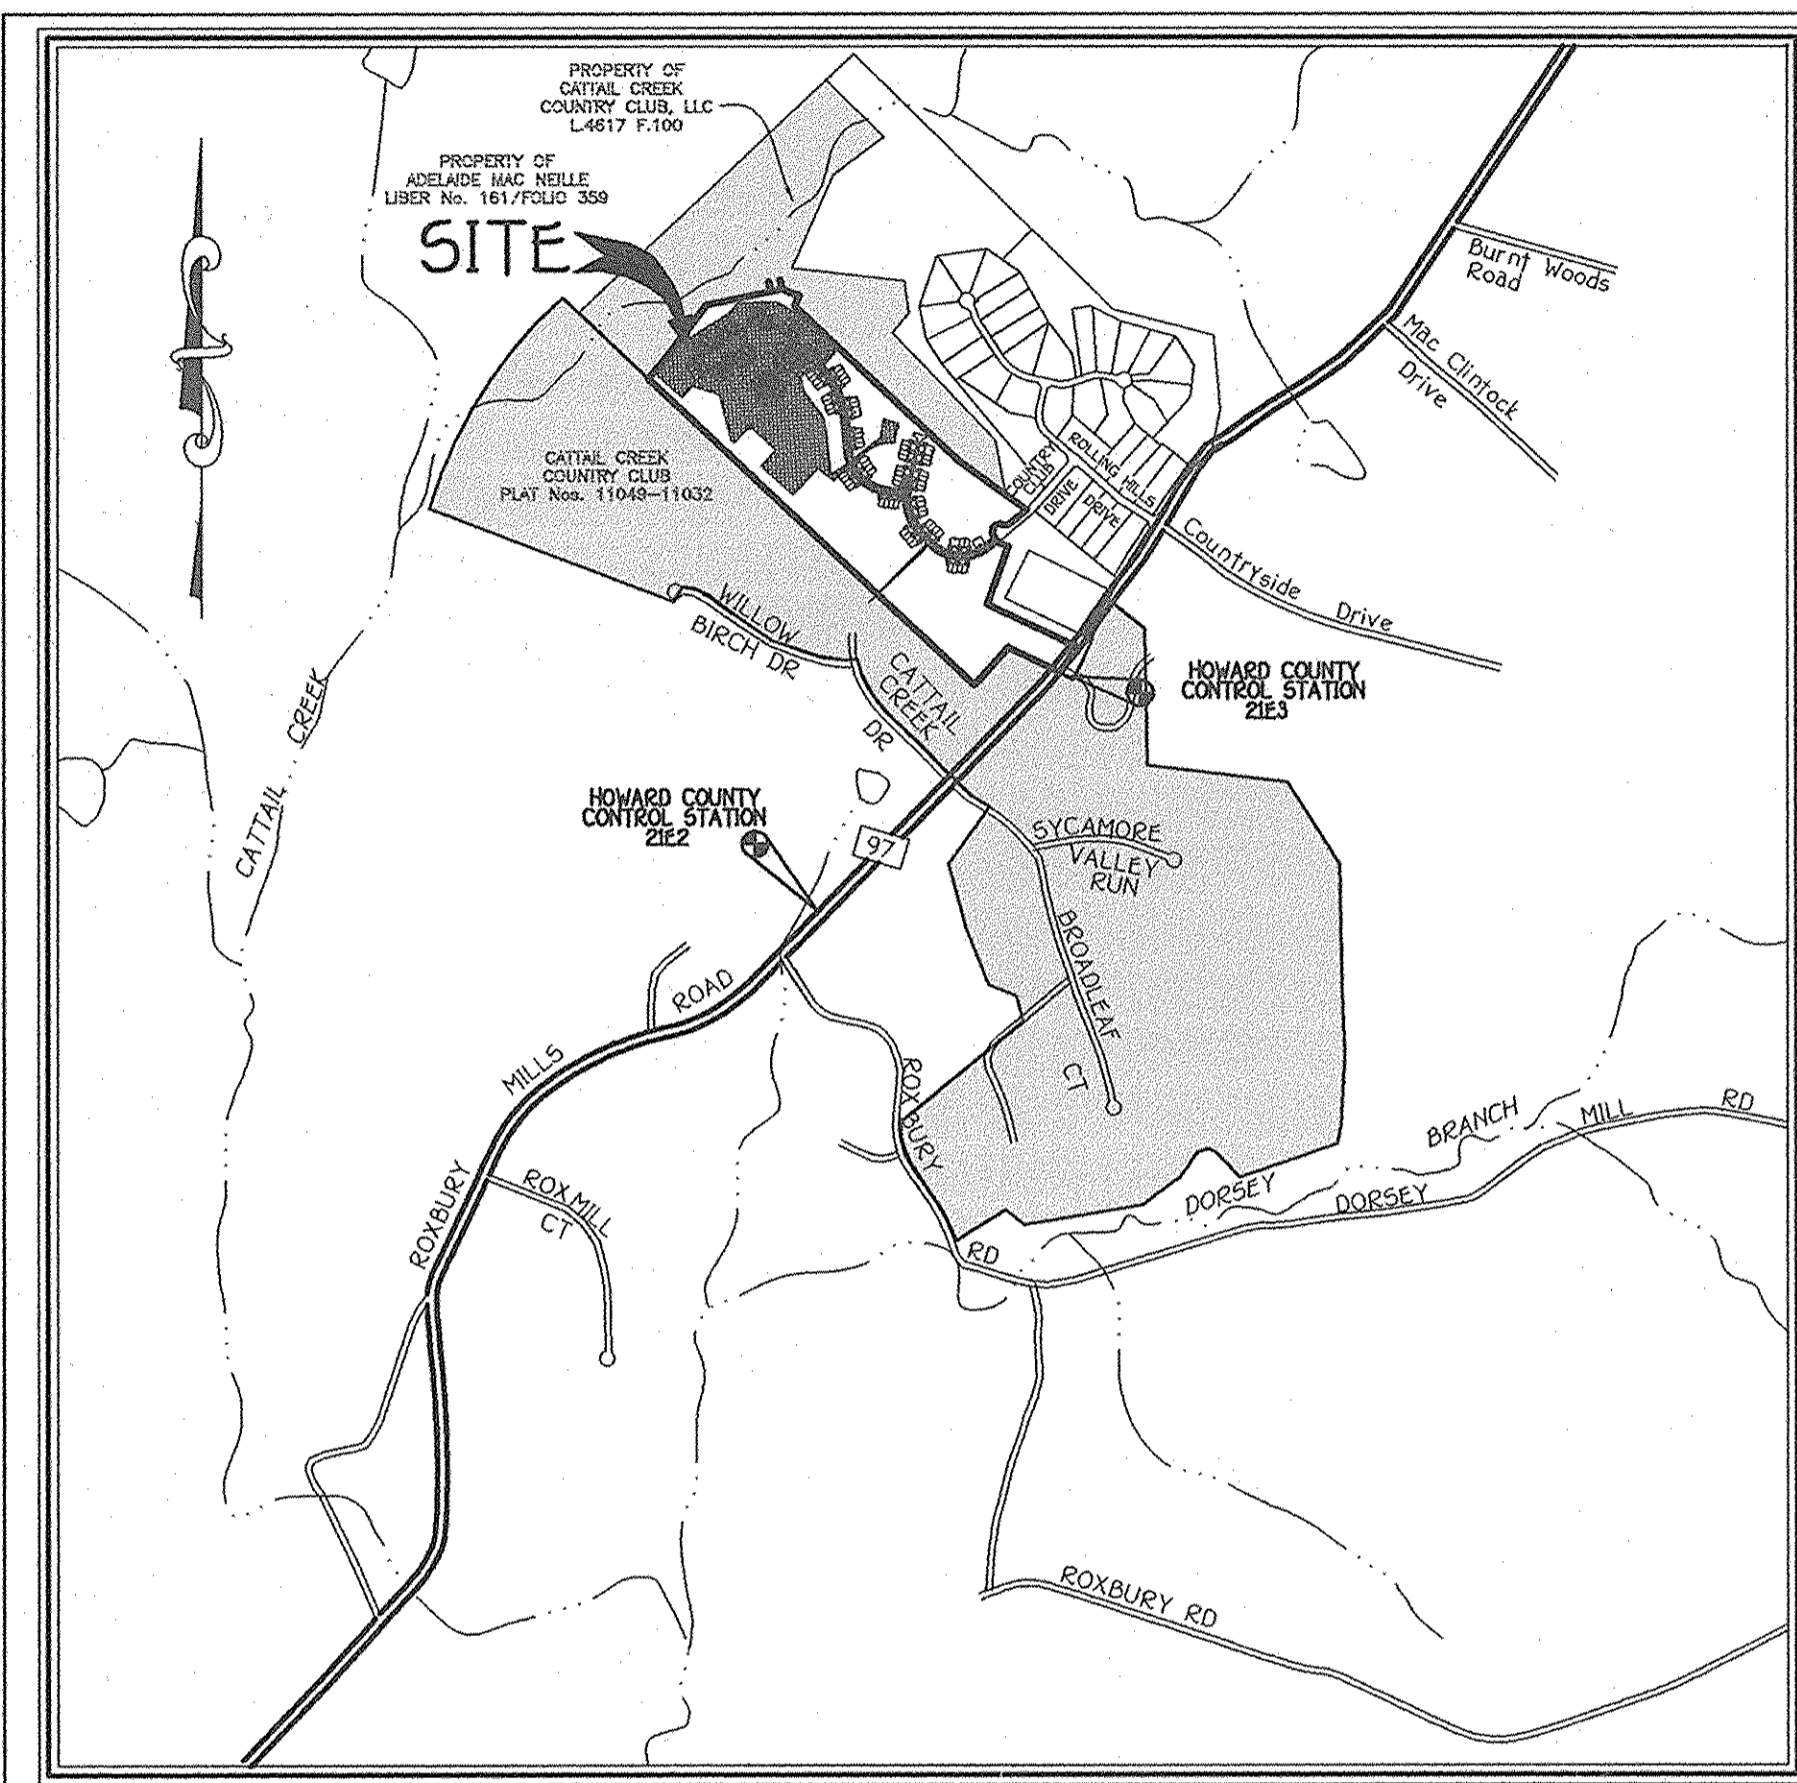 PROPERTY OF
CATTAIL CREEK
COUNTRY CLUB, LLC
L.4617 F.100
PROPERTY OF
ADELAIDE MAC NEILLE
LIBER No. 161/FOLIO 359
SITE
Burnt Woods
Road
Mac Clintock
Drive
CATTAIL CREEK
COUNTRY CLUB
PLAT Nos. 11049-11032
COUNTRY
CLUB
DRIVE
ROLLING HILLS
DRIVE
Countryside Drive
WILLOW
BIRCH DR
CATTAIL
CREEK
DR
HOWARD COUNTY
CONTROL STATION
21E3
CATTAIL CREEK
HOWARD COUNTY
CONTROL STATION
21E2
97
SYCAMORE
VALLEY
RUN
BROADLEAF
CT
ROXBURY MILLS ROAD
ROXBURY RD
ROXMILL
CT
DORSEY BRANCH
DORSEY MILL RD
ROXBURY RD